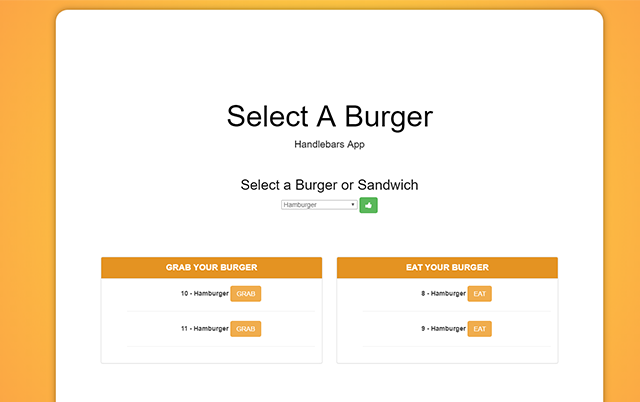 Select A Burger
Handlebars App
Select a Burger or Sandwich
Hamburger
GRAB YOUR BURGER
10 - Hamburger GRAB
11 - Hamburger GRAB
EAT YOUR BURGER
8 - Hamburger EAT
9 - Hamburger EAT